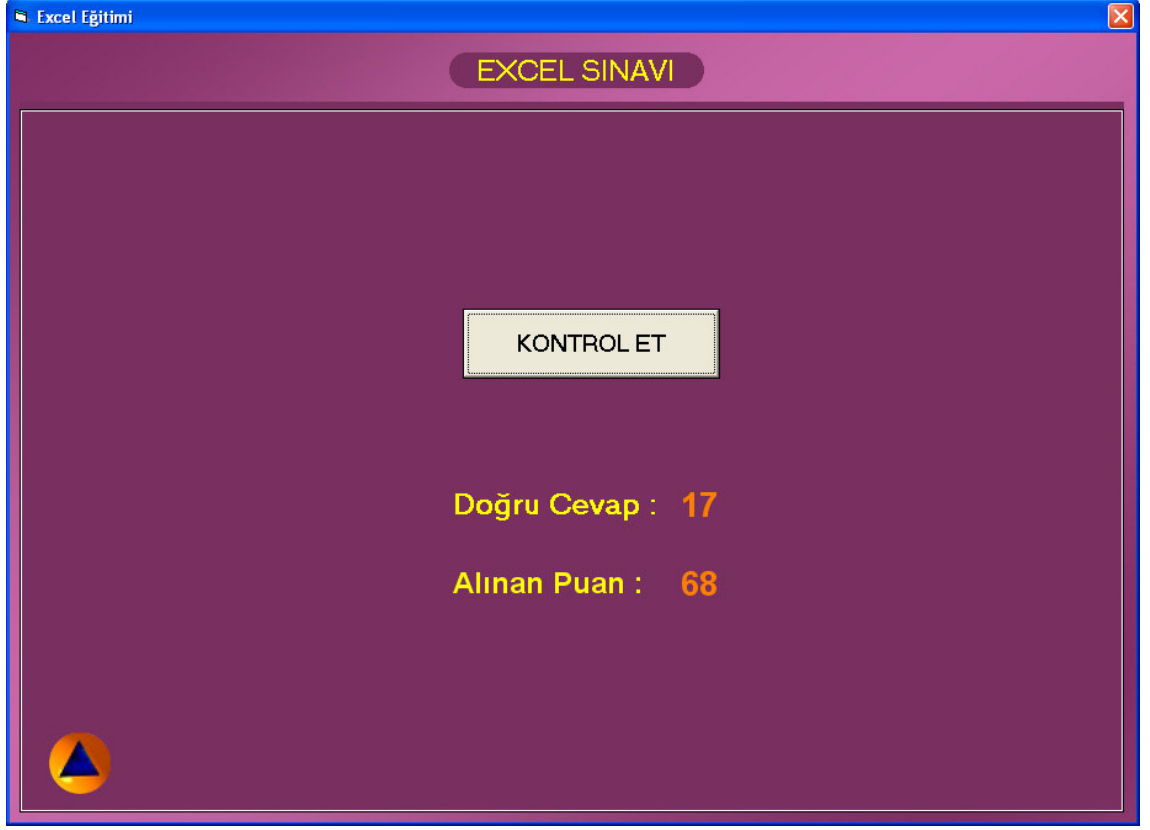 Excel Eğitimi
EXCEL SINAVI
KONTROL ET
Doğru Cevap : 17
Alınan Puan : 68